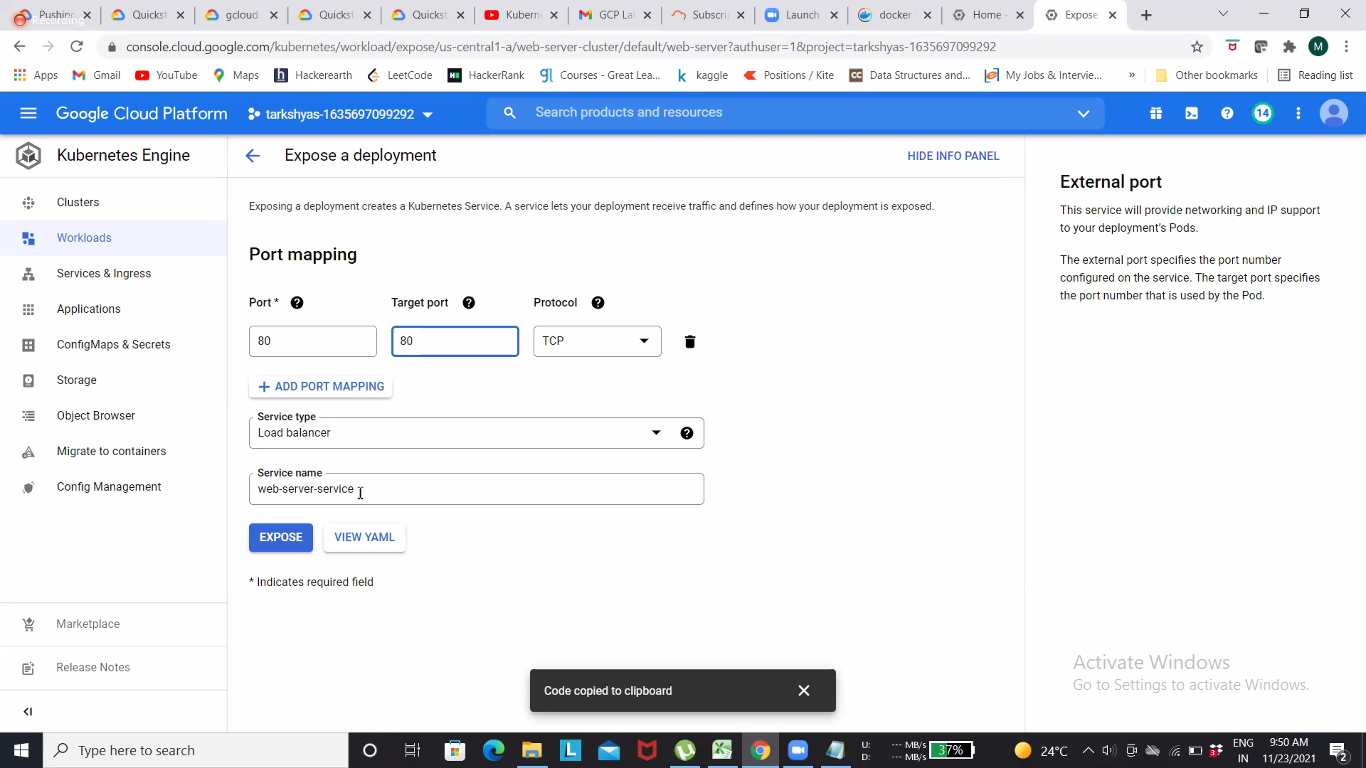 Pushin
Quickst
gcloud
Quickst
Quickst
Kubern
GCP Lal
Subscri
Launch
docker
Home -
Expose
Recording
console.cloud.google.com/kubernetes/workload/expose/us-central1-a/web-server-cluster/default/web-server?authuser=1&project=tarkshyas-1635697099292
M
Apps
Gmail
YouTube
Maps
Hackerearth
LeetCode
HackerRank
Courses - Great Lea...
kaggle
Positions / Kite
Data Structures and...
My Jobs & Intervie...
»
Other bookmarks
Reading list
Google Cloud Platform
tarkshyas-1635697099292
Search products and resources
14
Kubernetes Engine
Expose a deployment
HIDE INFO PANEL
Clusters
Workloads
Services & Ingress
Applications
ConfigMaps & Secrets
Storage
Object Browser
Migrate to containers
Config Management
Marketplace
Release Notes
Exposing a deployment creates a Kubernetes Service. A service lets your deployment receive traffic and defines how your deployment is exposed.
Port mapping
Port *
Target port
Protocol
80
80
TCP
ADD PORT MAPPING
Service type
Load balancer
Service name
web-server-service
EXPOSE
VIEW YAML
* Indicates required field
Code copied to clipboard
External port
This service will provide networking and IP support
to your deployment's Pods.
The external port specifies the port number
configured on the service. The target port specifies
the port number that is used by the Pod.
Activate Windows
Go to Settings to activate Windows.
Type here to search
U: --- MB/s
D: --- MB/s
37%
24°C
ENG
IN
9:50 AM
11/23/2021
2